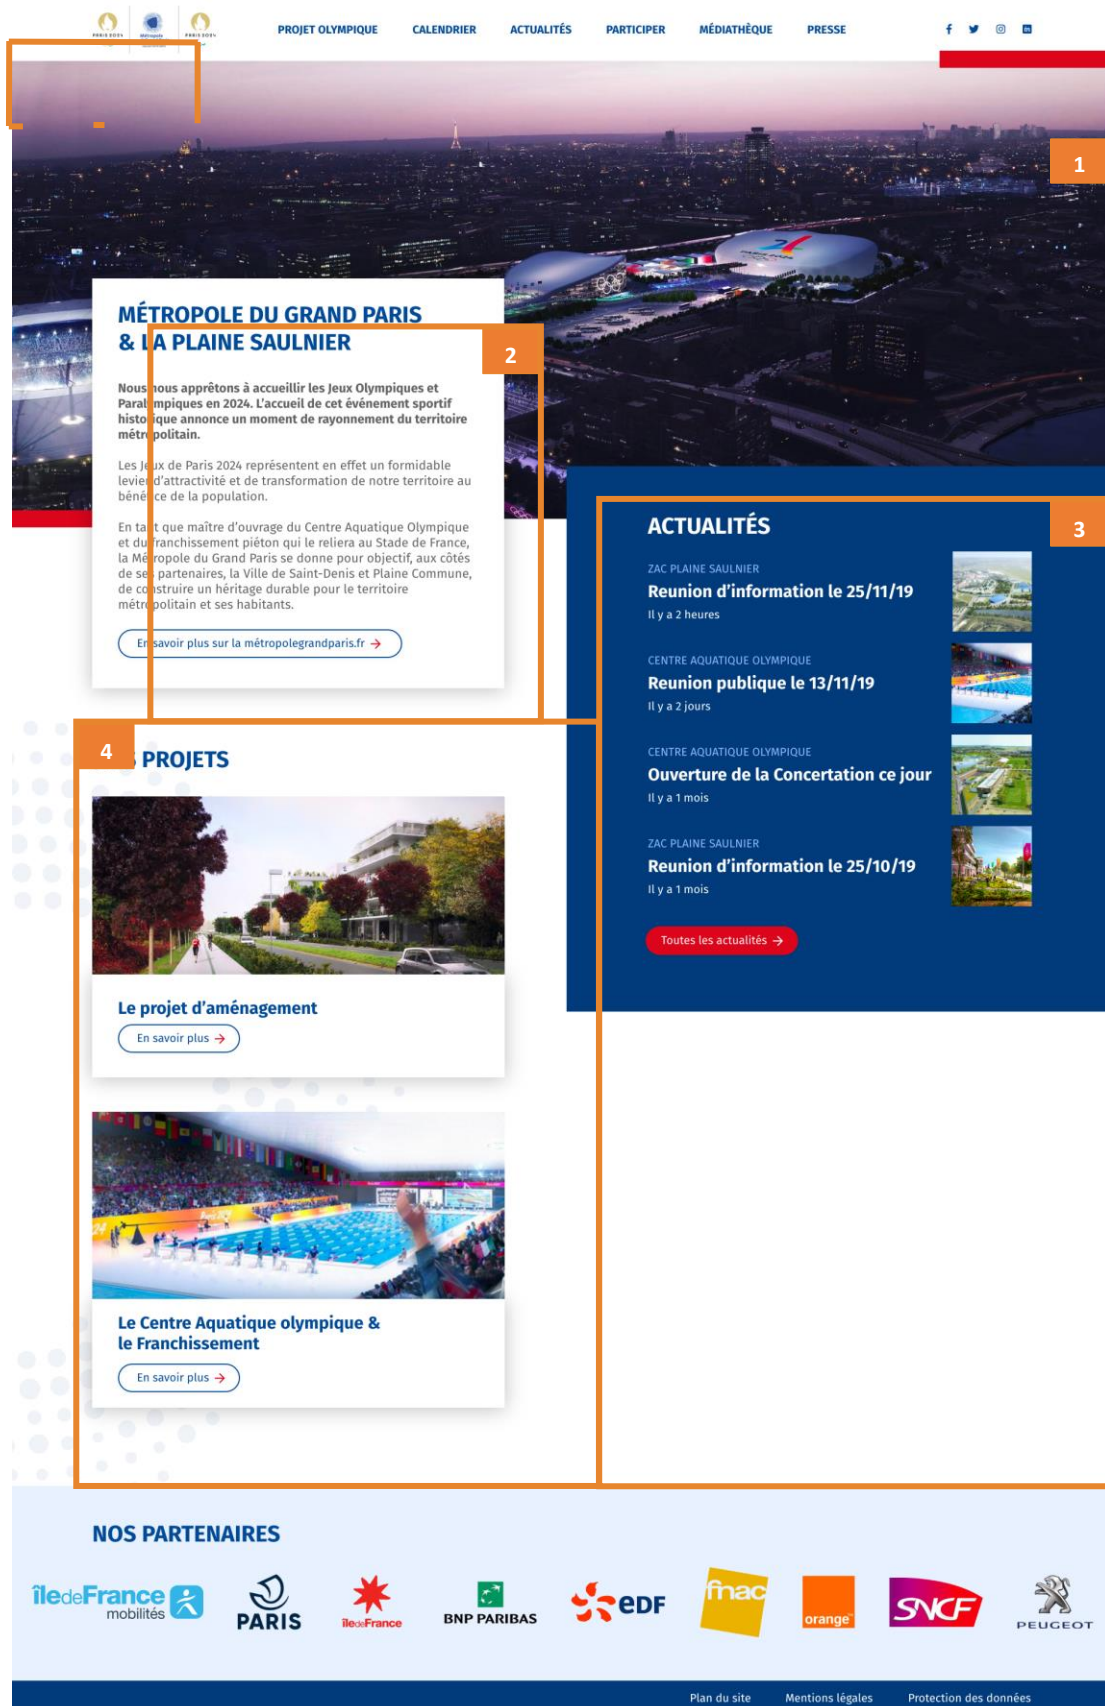 PARIS 2024
Métropole
PARIS 2024
PROJET OLYMPIQUE CALENDRIER ACTUALITÉS PARTICIPER MÉDIATHÈQUE PRESSE
1
MÉTROPOLE DU GRAND PARIS
& LA PLAINE SAULNIER
2
Nous nous apprêtons à accueillir les Jeux Olympiques et
Paralympiques en 2024. L'accueil de cet événement sportif
historique annonce un moment de rayonnement du territoire
métropolitain.
Les Jeux de Paris 2024 représentent en effet un formidable
levier d'attractivité et de transformation de notre territoire au
bénéfice de la population.
En tant que maître d'ouvrage du Centre Aquatique Olympique
et du franchissement piéton qui le reliera au Stade de France,
la Métropole du Grand Paris se donne pour objectif, aux côtés
de ses partenaires, la Ville de Saint-Denis et Plaine Commune,
de construire un héritage durable pour le territoire
métropolitain et ses habitants.
En savoir plus sur la métropolegrandparis.fr →
3
ACTUALITÉS
ZAC PLAINE SAULNIER
Reunion d'information le 25/11/19
Il y a 2 heures
CENTRE AQUATIQUE OLYMPIQUE
Reunion publique le 13/11/19
Il y a 2 jours
CENTRE AQUATIQUE OLYMPIQUE
Ouverture de la Concertation ce jour
Il y a 1 mois
ZAC PLAINE SAULNIER
Reunion d'information le 25/10/19
Il y a 1 mois
Toutes les actualités →
4
PROJETS
Le projet d'aménagement
En savoir plus →
Le Centre Aquatique olympique &
le Franchissement
En savoir plus →
NOS PARTENAIRES
îledeFrance
mobilités
PARIS
îledeFrance
BNP PARIBAS
eDF
fnac
orange
SNCF
PEUGEOT
Plan du site Mentions légales Protection des données